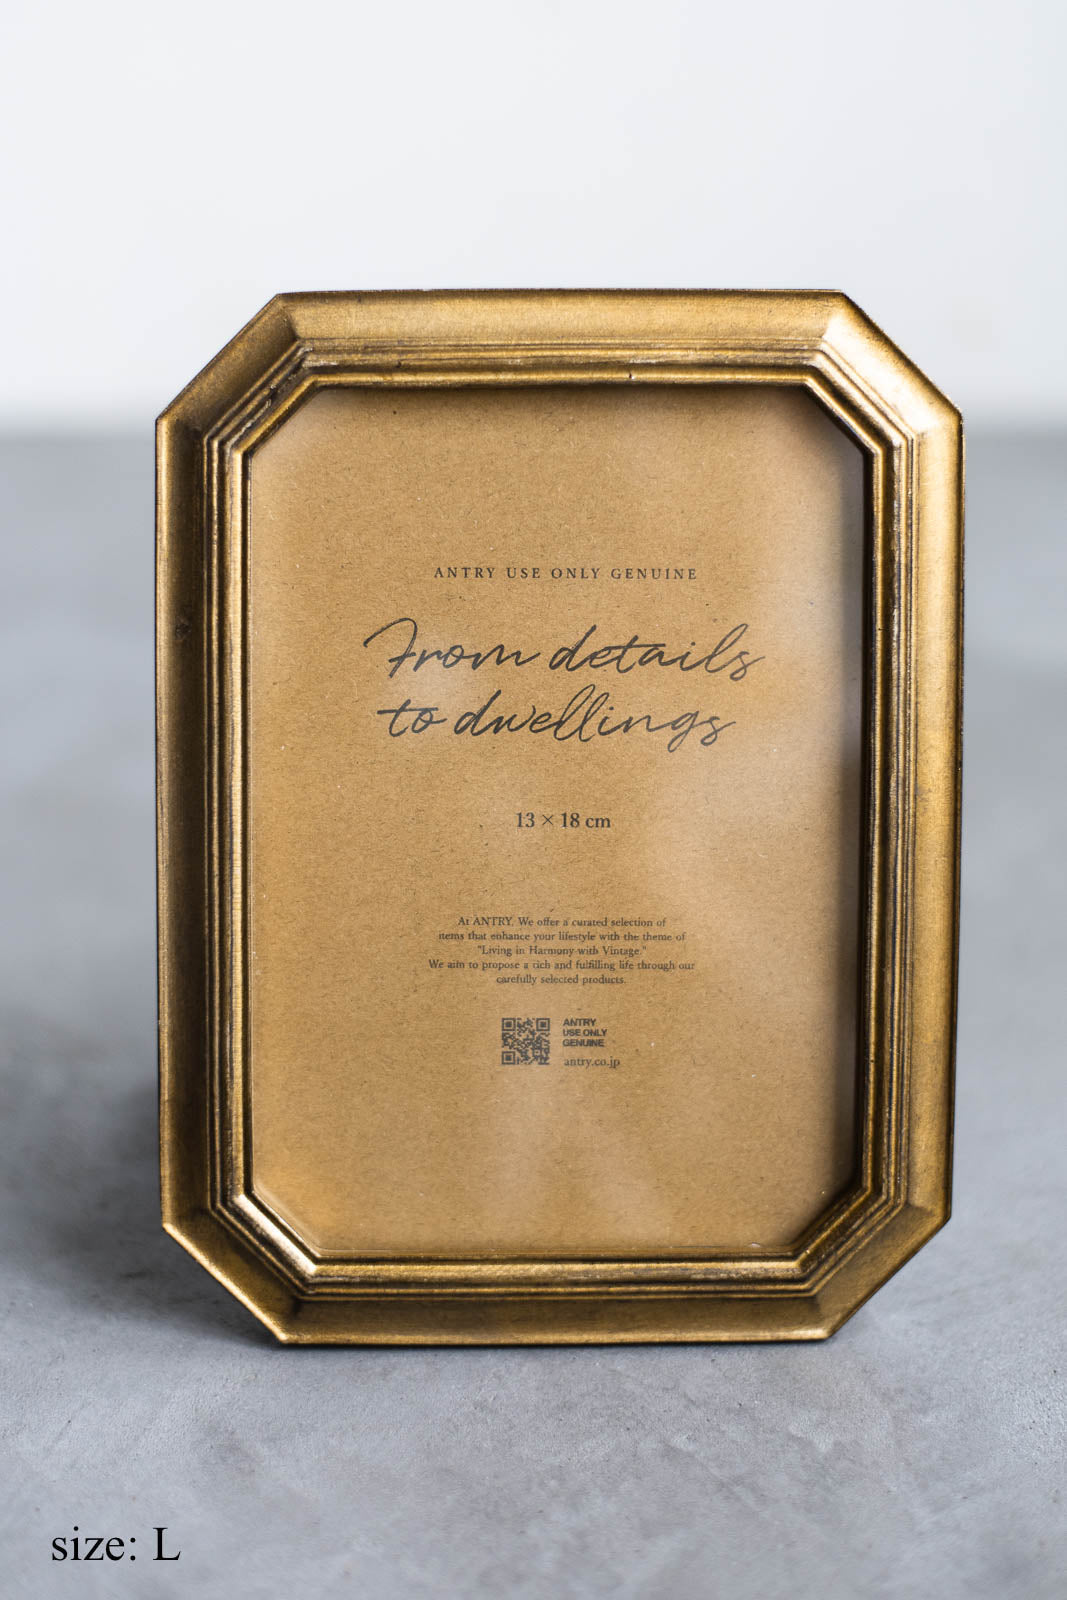 ANTRY USE ONLY GENUINE
From details
to dwellings
13 × 18 cm
At ANTRY, We offer a curated selection of
items that enhance your lifestyle with the theme of
"Living in Harmony with Vintage."
We aim to propose a rich and fulfilling life through our
carefully selected products.
ANTRY
USE ONLY
GENUINE
antry.co.jp
size: L